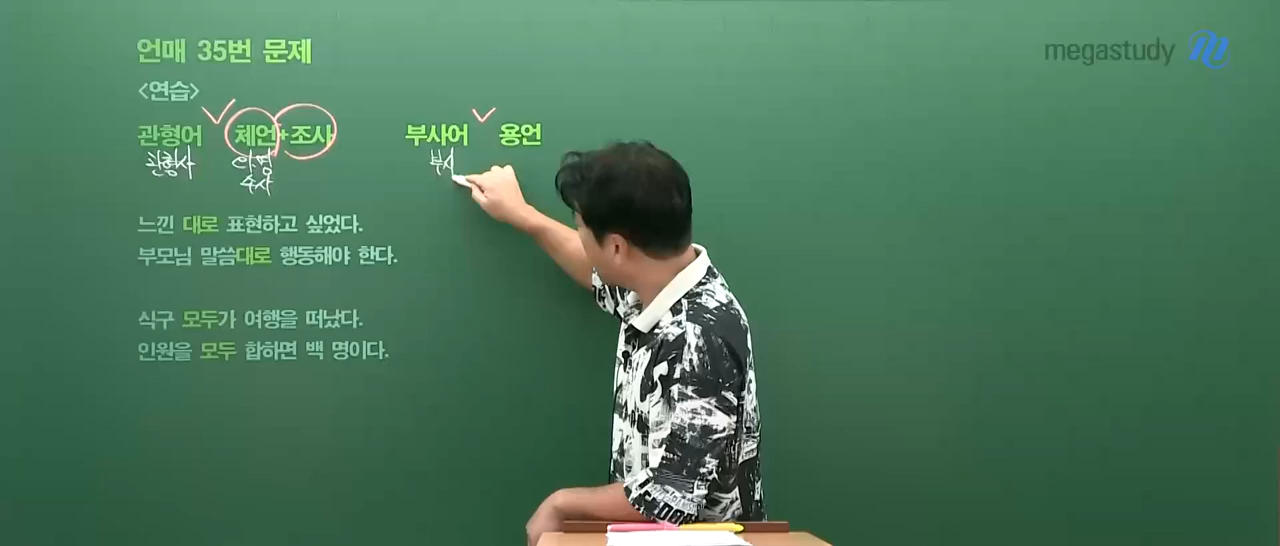 언매 35번 문제
megastudy
<연습>
관형어 체언+조사 부사어 용언
관형사 부사
수사
느낀 대로 표현하고 싶었다.
부모님 말씀대로 행동해야 한다.
식구 모두가 여행을 떠났다.
인원을 모두 합하면 백 명이다.